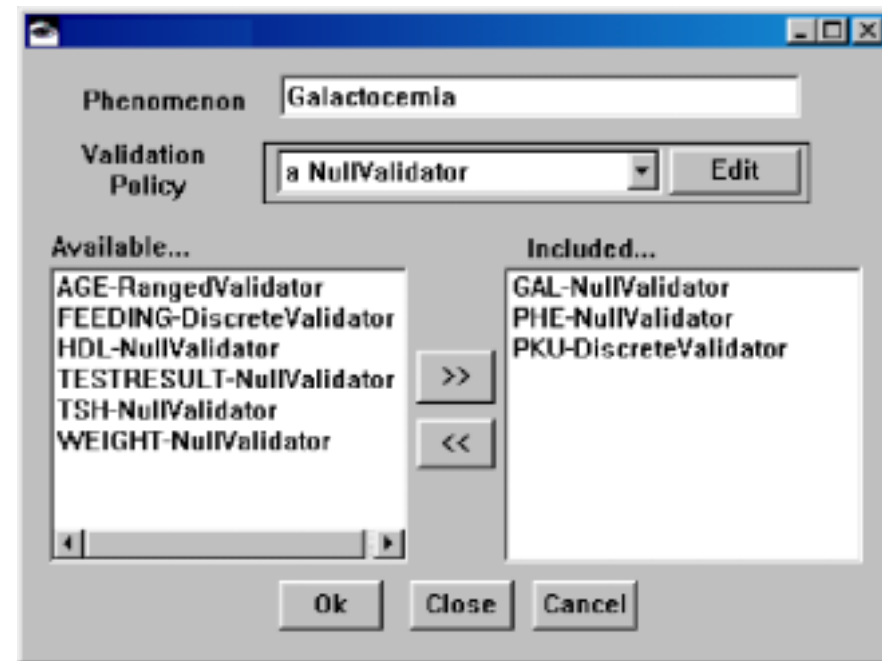 Phenomenon Galactocemia
Validation
Policy
a NullValidator Edit
Available...
AGE-RangedValidator
FEEDING-DiscreteValidator
HDL-NullValidator
TESTRESULT-NullValidator
TSH-NullValidator
WEIGHT-NullValidator
>>
<<
Included...
GAL-NullValidator
PHE-NullValidator
PKU-DiscreteValidator
Ok Close Cancel